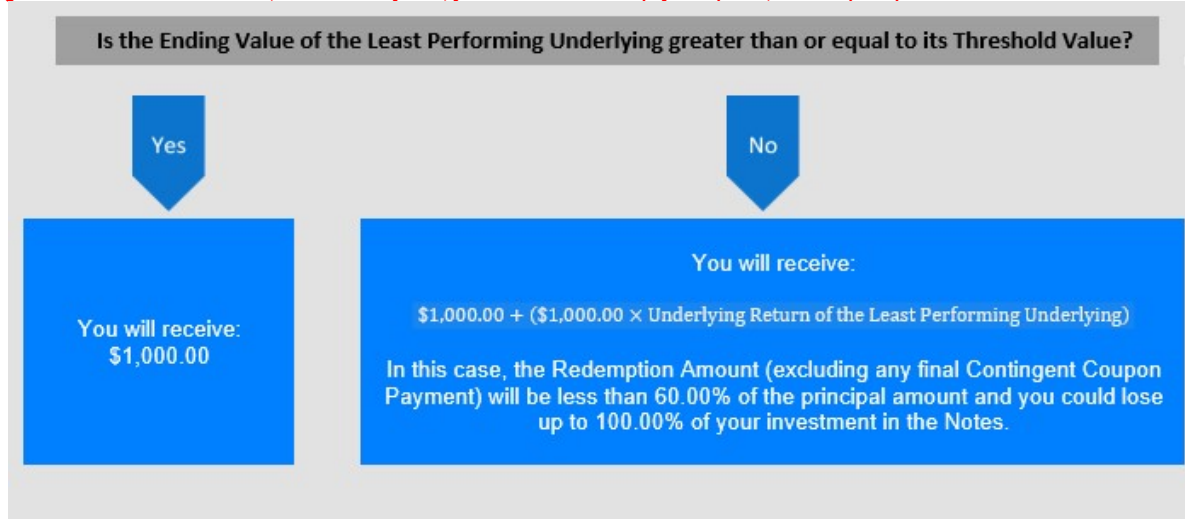 Is the Ending Value of the Least Performing Underlying greater than or equal to its Threshold Value?
Yes
No
You will receive:
$1,000.00
You will receive:
$1,000.00 + ($1,000.00 × Underlying Return of the Least Performing Underlying)
In this case, the Redemption Amount (excluding any final Contingent Coupon
Payment) will be less than 60.00% of the principal amount and you could lose
up to 100.00% of your investment in the Notes.